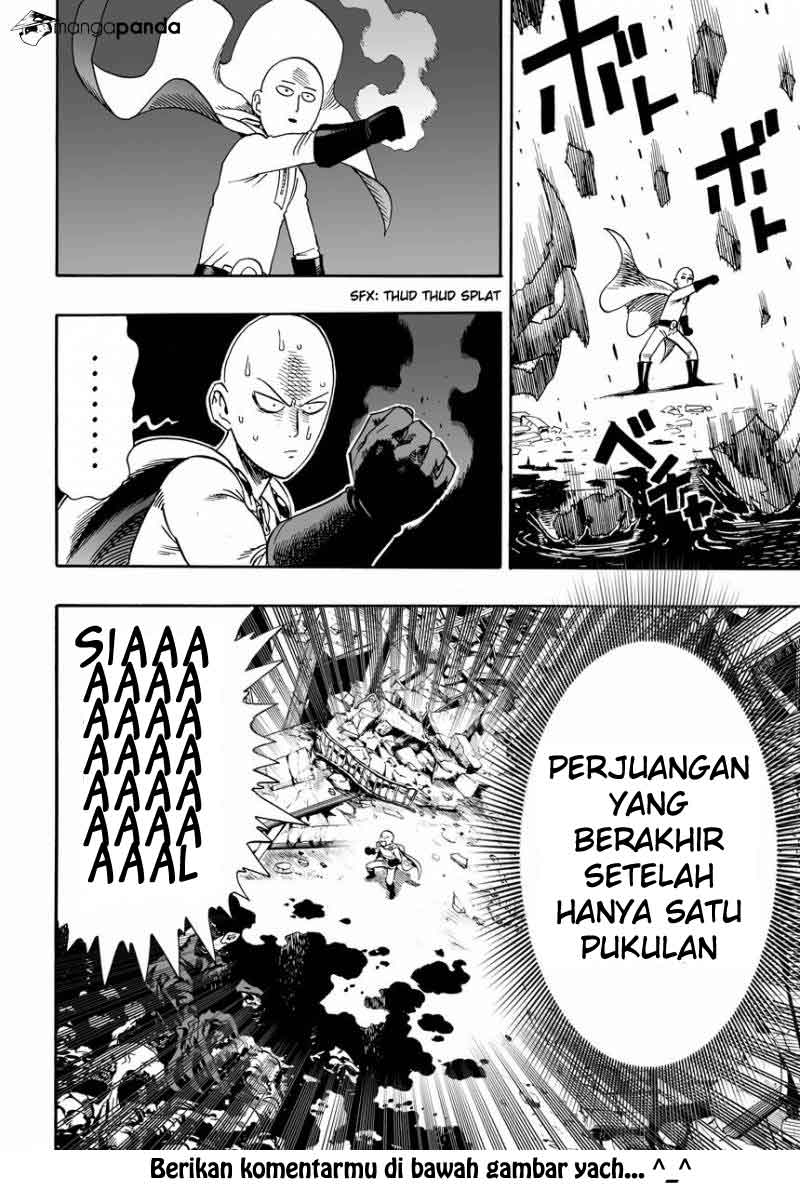 mangapanda
ボト
ボト
ベチャッ
SFX: THUD THUD SPLAT
........
PERJUANGAN
YANG
BERAKHIR
SETELAH
HANYA SATU
PUKULAN
SIAAA
AAAA
AAAA
AAAA
AAAA
AAAA
AAAL
Berikan komentarmu di bawah gambar yach... ^_^